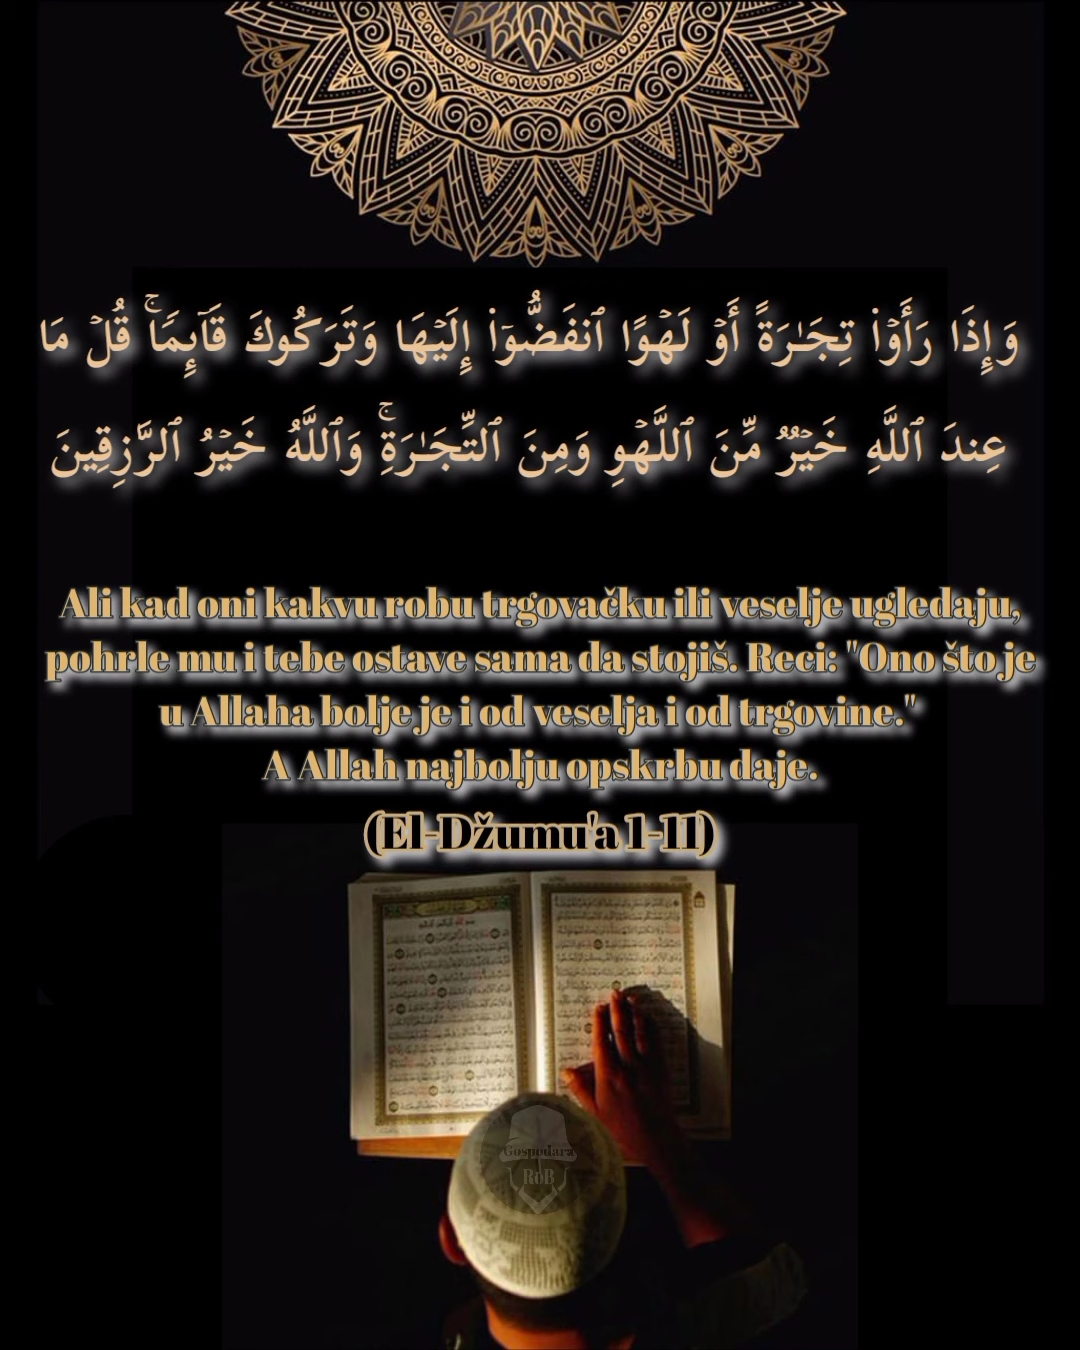 وَإِذَا رَأَوْا۟ تِجَـٰرَةً أَوْ لَهْوًا ٱنفَضُّوٓا۟ إِلَيْهَا وَتَرَكُوكَ قَآئِمًا ۚ قُلْ مَا
عِندَ ٱللَّهِ خَيْرٌ مِّنَ ٱللَّهْوِ وَمِنَ ٱلتِّجَـٰرَةِ ۚ وَٱللَّهُ خَيْرُ ٱلرَّزِقِينَ
Ali kad oni kakvu robu trgovačku ili veselje ugledaju,
pohrle mu i tebe ostave sama da stojiš. Reci: "Ono što je
u Allaha bolje je i od veselja i od trgovine."
A Allah najbolju opskrbu daje.
(El-Džumu'a 1-11)
Gospodara
RoB